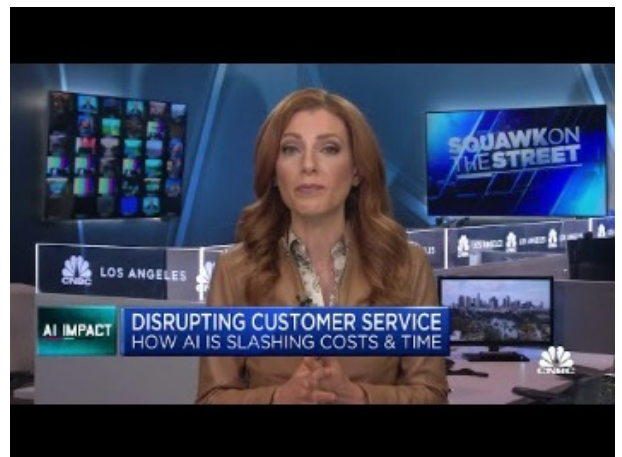 SQUAWK ON
THE STREET
CNBC
LOS ANGELES
AI IMPACT
DISRUPTING CUSTOMER SERVICE
HOW AI IS SLASHING COSTS & TIME
CNBC